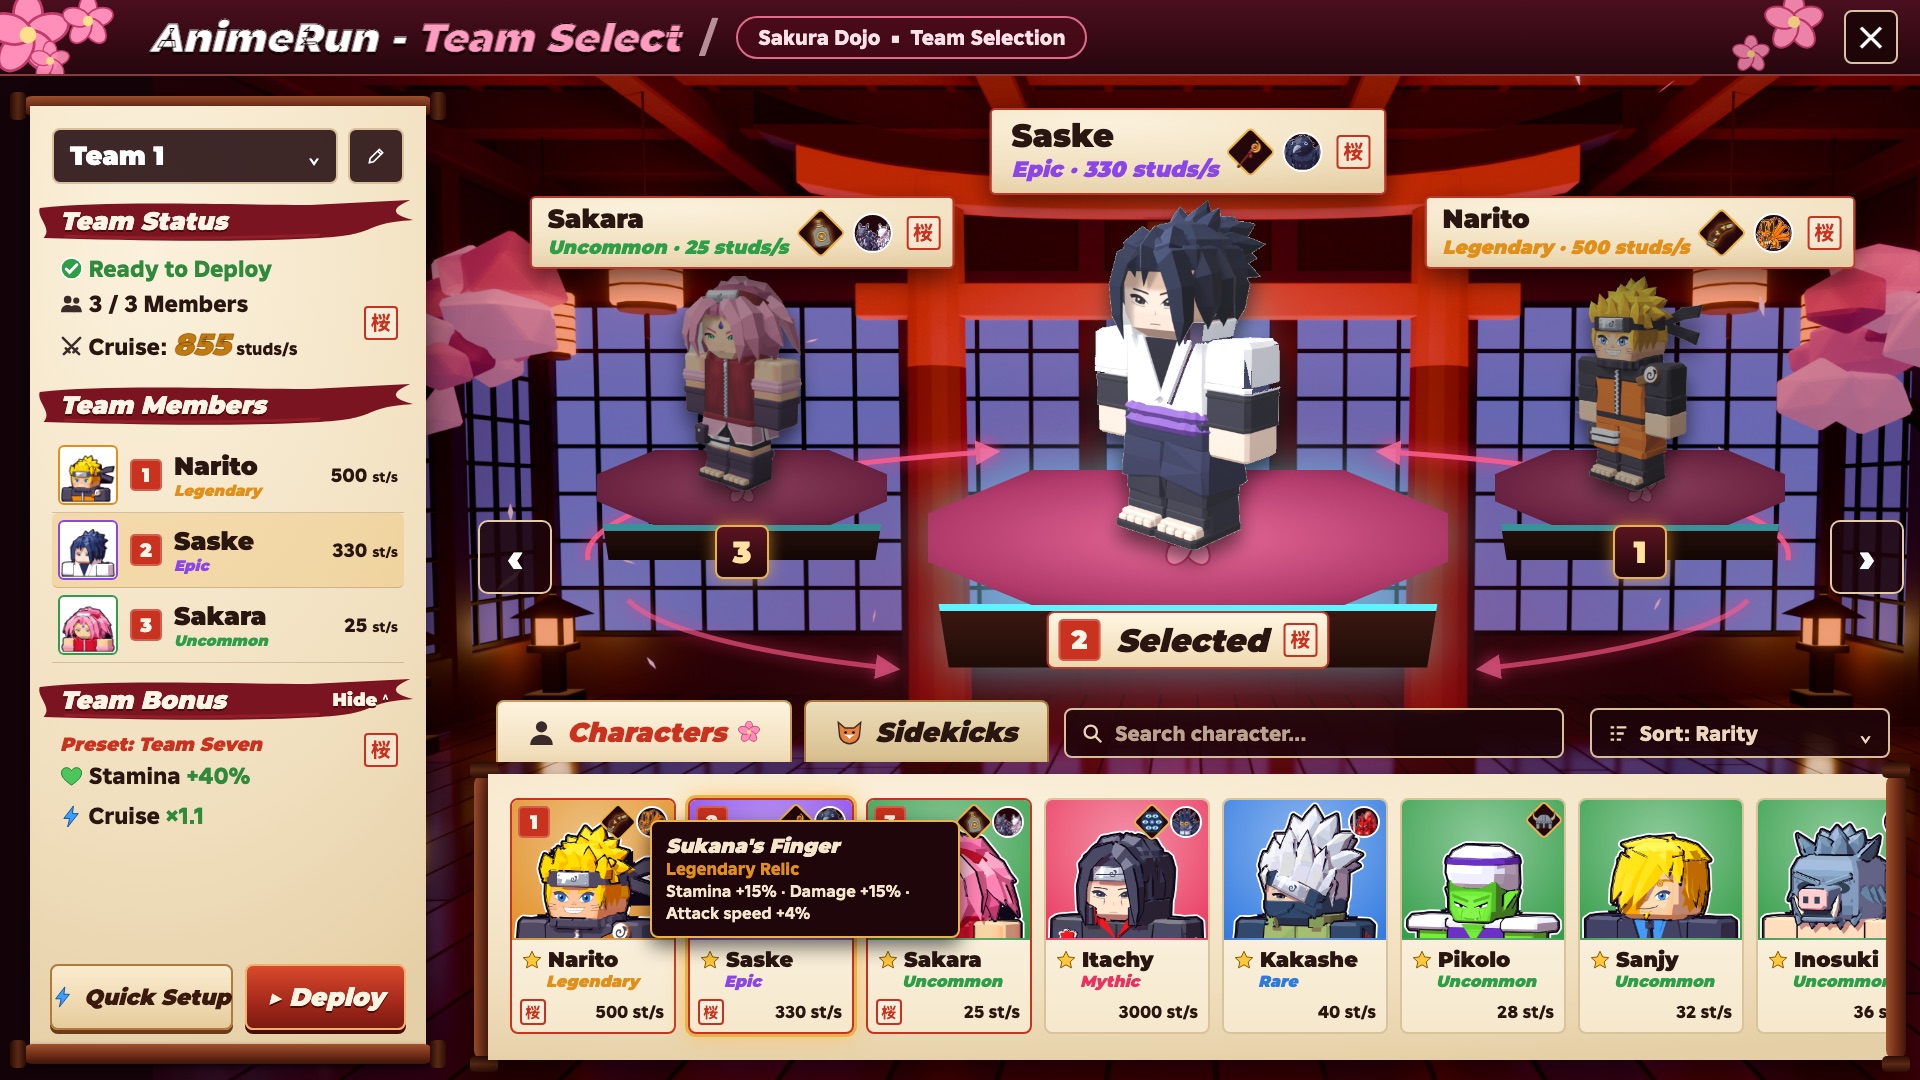 AnimeRun - Team Select /
Sakura Dojo ▪ Team Selection
Team 1
Team Status
Ready to Deploy
3 / 3 Members
Cruise: 855 studs/s
桜
Team Members
1 Narito 500 st/s
Legendary
2 Saske 330 st/s
Epic
3 Sakara 25 st/s
Uncommon
Team Bonus Hide ^
Preset: Team Seven
桜
Stamina +40%
Cruise ×1.1
Quick Setup
▸ Deploy
Sakara
Uncommon · 25 studs/s
桜
Saske
Epic · 330 studs/s
桜
Narito
Legendary · 500 studs/s
桜
3
1
2 Selected 桜
Characters
Sidekicks
Search character...
Sort: Rarity
1
Sukana's Finger
Legendary Relic
Stamina +15% · Damage +15% ·
Attack speed +4%
Narito
Legendary
桜 500 st/s
Saske
Epic
桜 330 st/s
Sakara
Uncommon
桜 25 st/s
Itachy
Mythic
3000 st/s
Kakashe
Rare
40 st/s
Pikolo
Uncommon
28 st/s
Sanjy
Uncommon
32 st/s
Inosuki
36 s